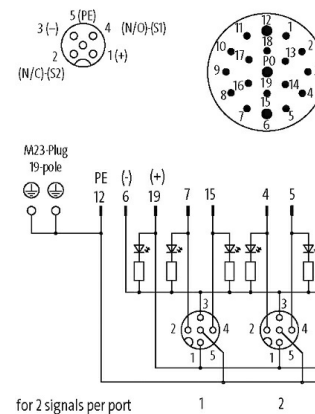 5 (PE)
3 (–) 4 (N/O)-(S1)
2 1 (+)
(N/C)-(S2)
12
11 1
10 18 2
17 13
9 P0
16 19 14
8 15 4
7 5
6
M23-Plug
19-pole
PE (-) (+)
12 6 19 7 15 4 5
3 3
2 4 2 4
1 5 1 5
for 2 signals per port 1 2